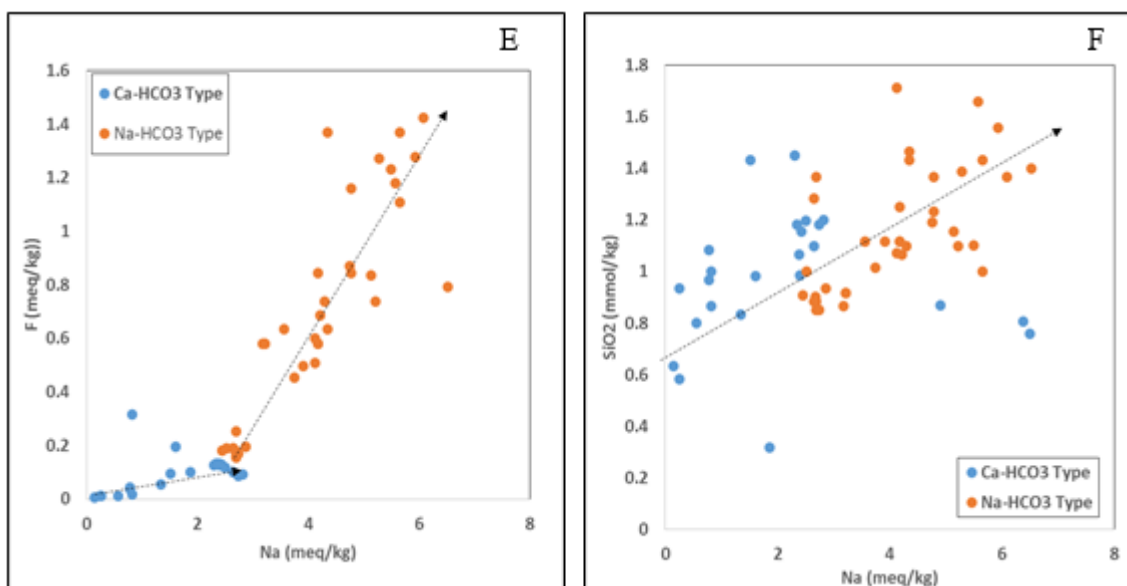 E
1.6
1.4
1.2
1
0.8
0.6
0.4
0.2
0
F (meq/kg))
Ca-HCO3 Type
Na-HCO3 Type
0 2 4 6 8
Na (meq/kg)
F
1.8
1.6
1.4
1.2
1
0.8
0.6
0.4
0.2
0
SiO2 (mmol/kg)
Ca-HCO3 Type
Na-HCO3 Type
0 2 4 6 8
Na (meq/kg)